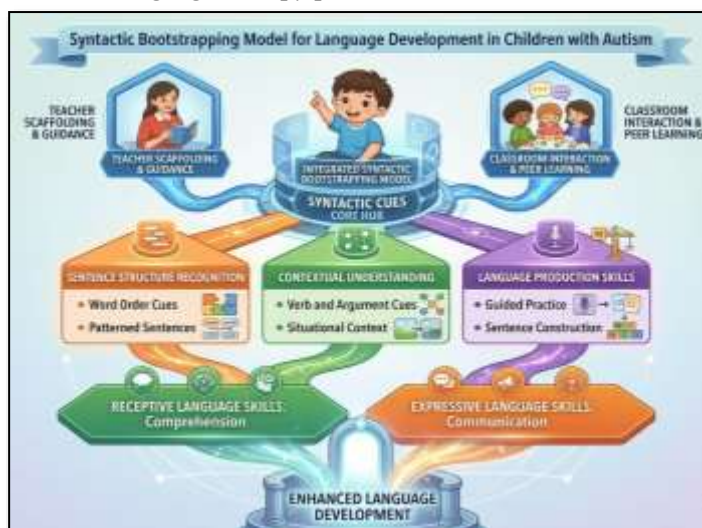 Syntactic Bootstrapping Model for Language Development in Children with Autism
TEACHER
SCAFFOLDING
& GUIDANCE
TEACHER SCAFFOLDING
& GUIDANCE
INTEGRATED SYNTACTIC
BOOTSTRAPPING MODEL
SYNTACTIC CUES
CORE HUB
CLASSROOM INTERACTION
& PEER LEARNING
CLASSROOM
INTERACTION &
PEER LEARNING
SENTENCE STRUCTURE RECOGNITION
Word Order Cues
Patterned Sentences
CONTEXTUAL UNDERSTANDING
Verb and Argument Cues
Situational Context
LANGUAGE PRODUCTION SKILLS
Guided Practice
Sentence Construction
RECEPTIVE LANGUAGE SKILLS:
Comprehension
EXPRESSIVE LANGUAGE SKILLS:
Communication
ENHANCED LANGUAGE
DEVELOPMENT